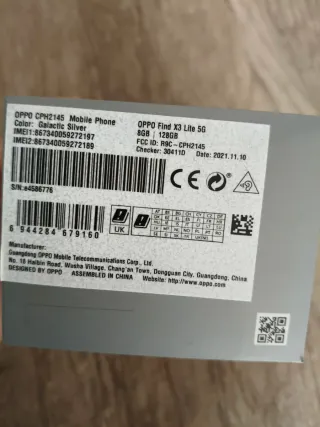 OPPO CPH2145 Mobile Phone
Color: Galactic Silver
IMEI1:867340059272197
IMEI2:867340059272189
OPPO Find X3 Lite 5G
8GB | 128GB
FCC ID: R9C-CPH2145
Checker: 30411D Date: 2021.11.10
S/N:e4586776
CE
UK
6 944284 679160
Manufacturer:
Guangdong OPPO Mobile Telecommunications Corp., Ltd.
No. 18 Haibin Road, Wusha Village, Chang'an Town, Dongguan City, Guangdong, China
DESIGNED BY OPPO ASSEMBLED IN CHINA Website: http://www.oppo.com